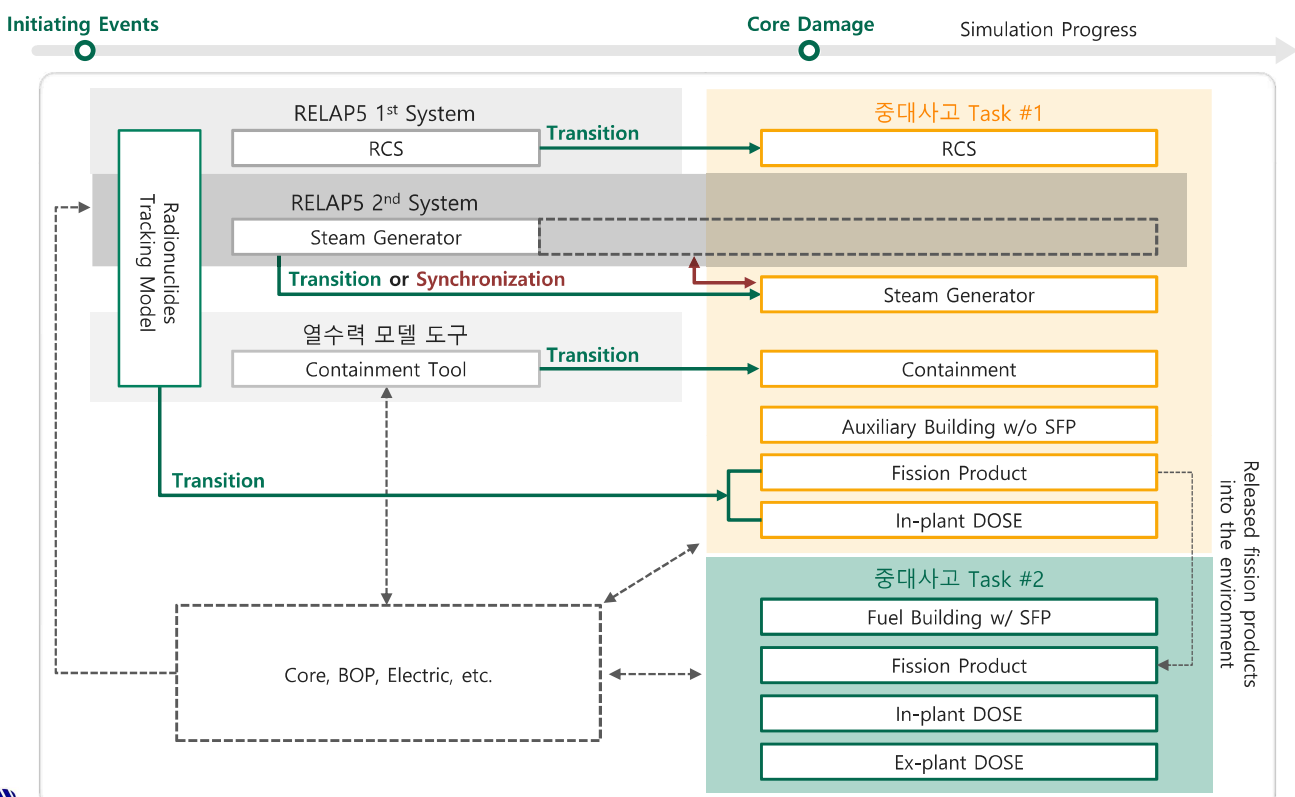 Initiating Events
Core Damage
Simulation Progress
RELAP5 1st System
RCS
Transition
중대사고 Task #1
RCS
Radionuclides
Tracking Model
RELAP5 2nd System
Steam Generator
Transition or Synchronization
Steam Generator
열수력 모델 도구
Containment Tool
Transition
Containment
Auxiliary Building w/o SFP
Transition
Fission Product
In-plant DOSE
Released fission products
into the environment
중대사고 Task #2
Fuel Building w/ SFP
Core, BOP, Electric, etc.
Fission Product
In-plant DOSE
Ex-plant DOSE